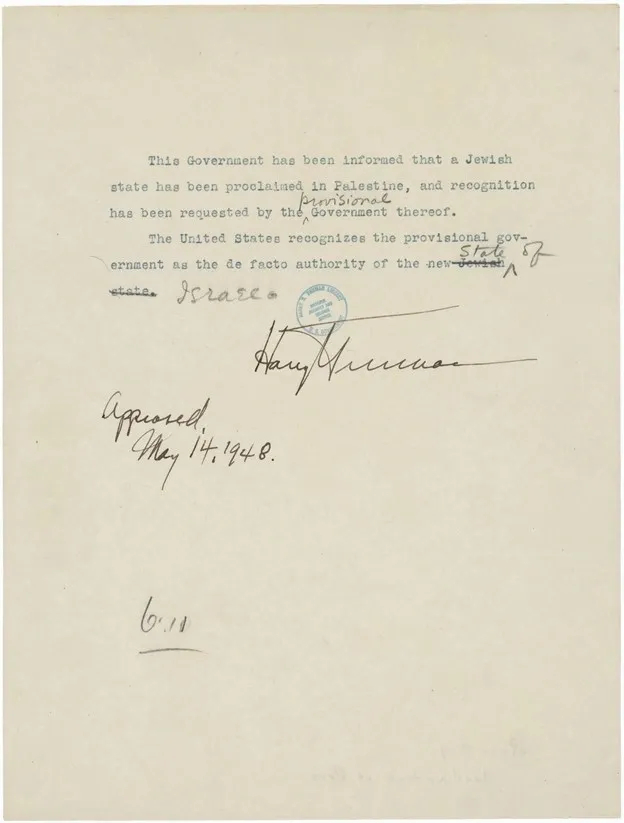 This Government has been informed that a Jewish
state has been proclaimed in Palestine, and recognition
provisional
has been requested by the Government thereof.
The United States recognizes the provisional gov-
State of
ernment as the de facto authority of the new Jewish
state. Israel.
Harry Truman
Approved,
May 14, 1948.
6.11